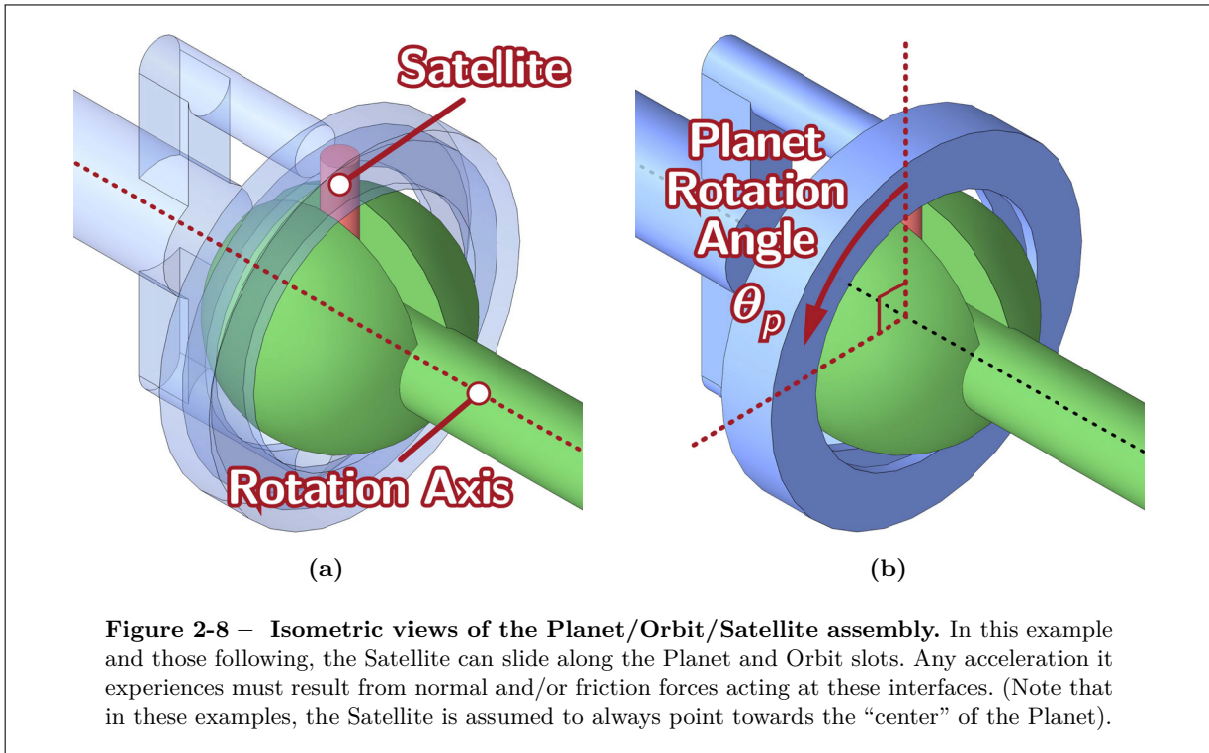 Satellite
Rotation Axis
Planet
Rotation
Angle
θp
(a)
(b)
Figure 2-8 – Isometric views of the Planet/Orbit/Satellite assembly. In this example
and those following, the Satellite can slide along the Planet and Orbit slots. Any acceleration it
experiences must result from normal and/or friction forces acting at these interfaces. (Note that
in these examples, the Satellite is assumed to always point towards the “center” of the Planet).